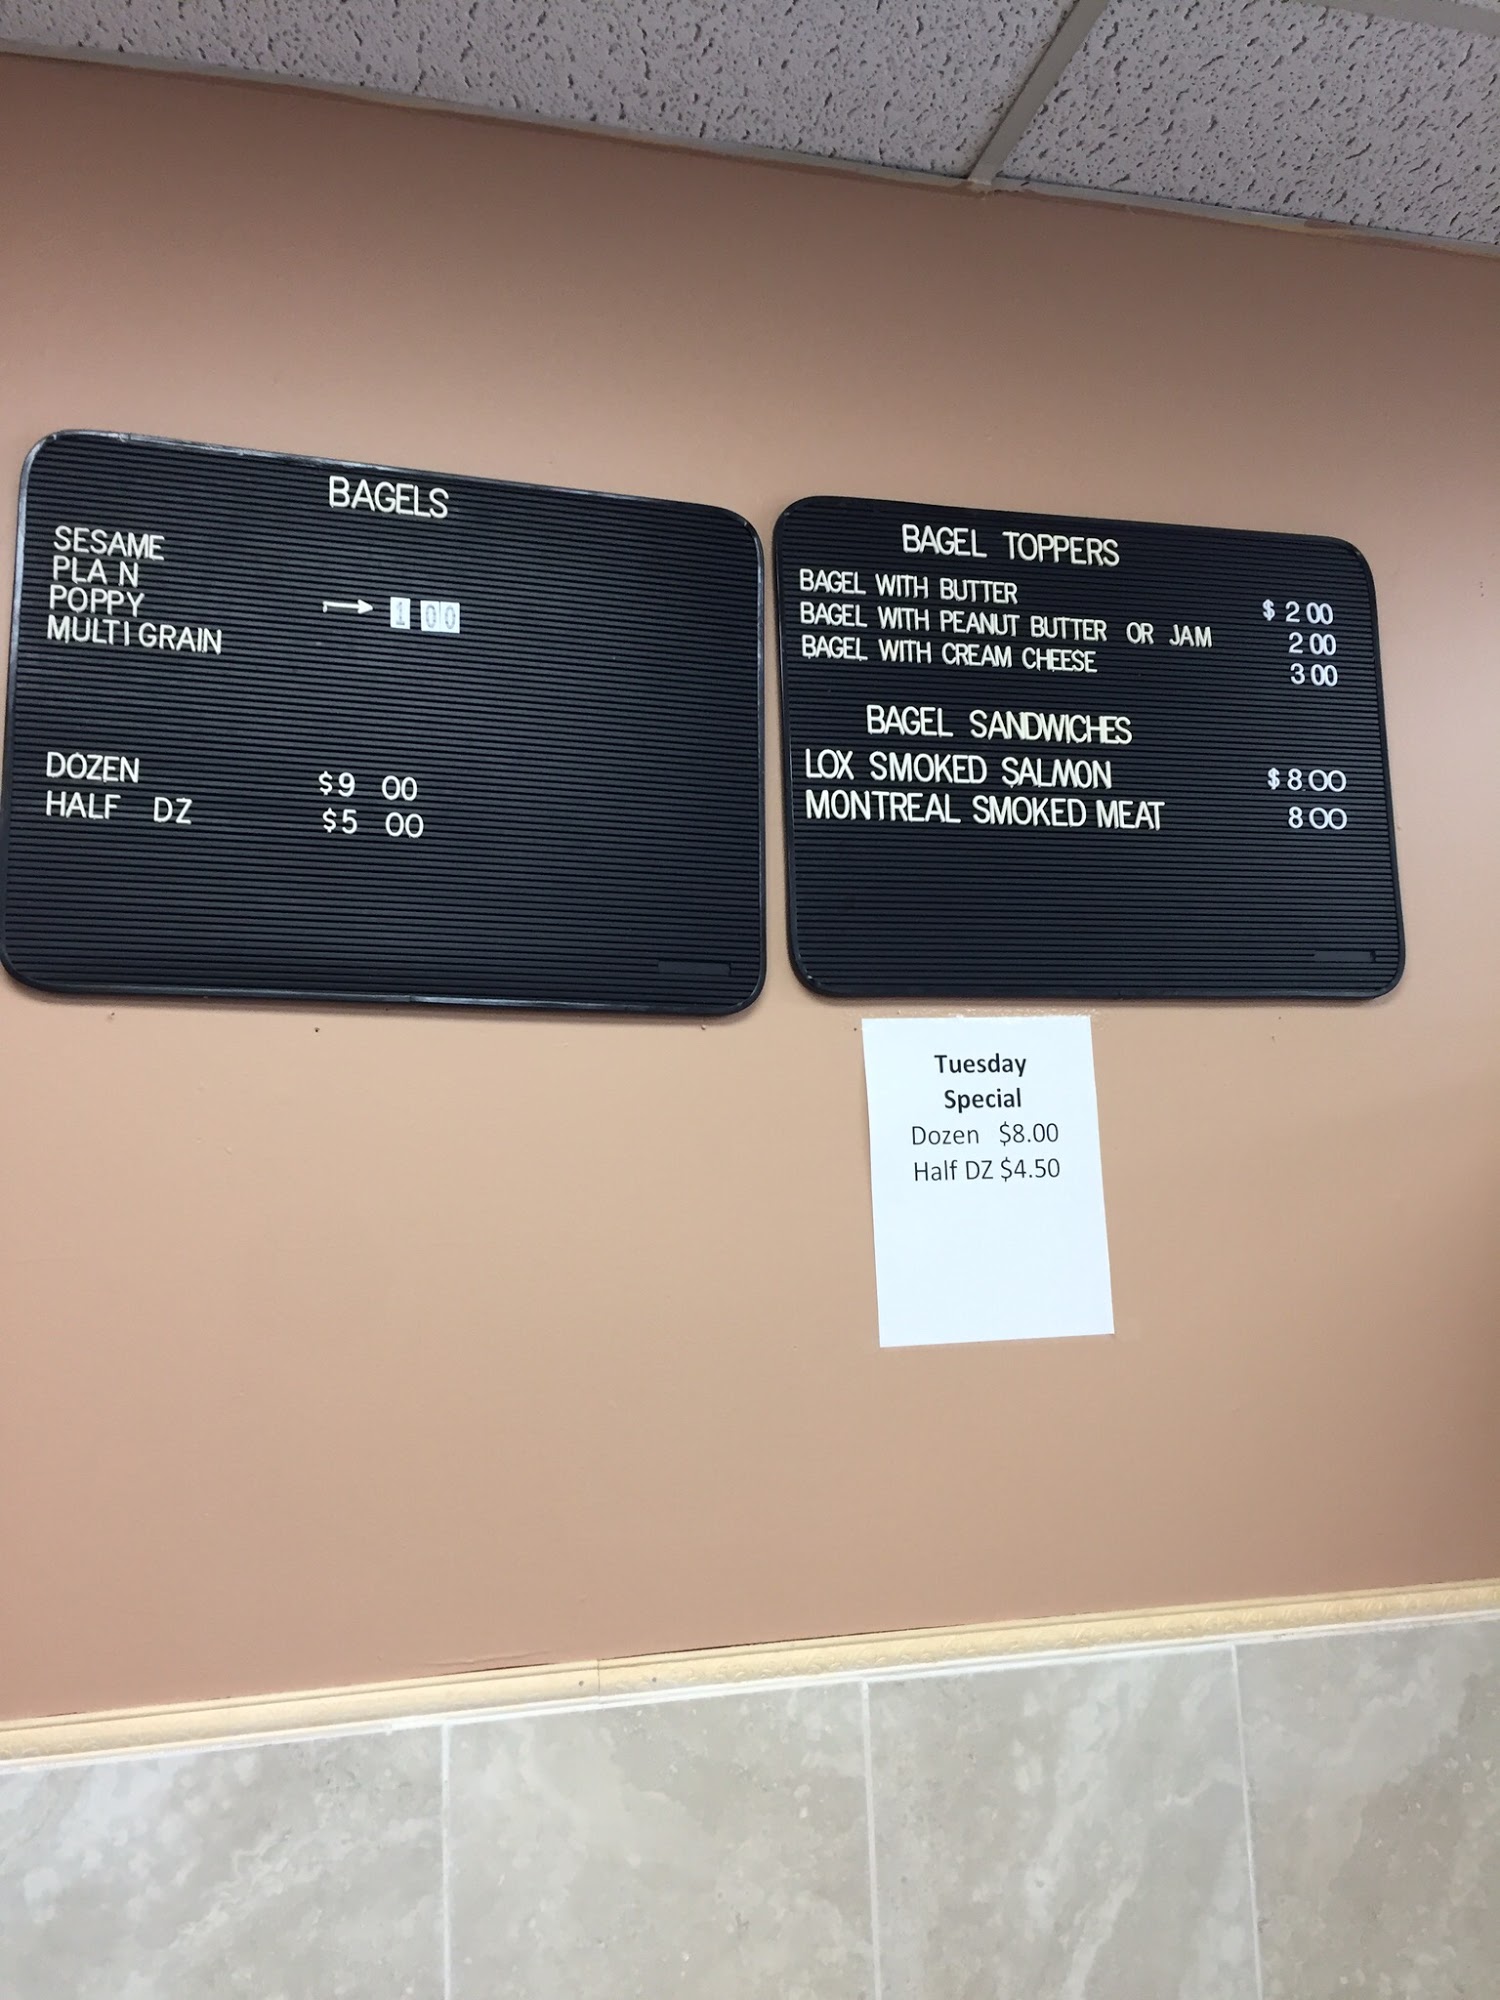 BAGELS
SESAME
PLA N
POPPY → 1 00
MULTI GRAIN
DOZEN $9 00
HALF DZ $5 00
BAGEL TOPPERS
BAGEL WITH BUTTER $ 2 00
BAGEL WITH PEANUT BUTTER OR JAM 2 00
BAGEL WITH CREAM CHEESE 3 00
BAGEL SANDWICHES
LOX SMOKED SALMON $ 8 00
MONTREAL SMOKED MEAT 8 00
Tuesday
Special
Dozen $8.00
Half DZ $4.50